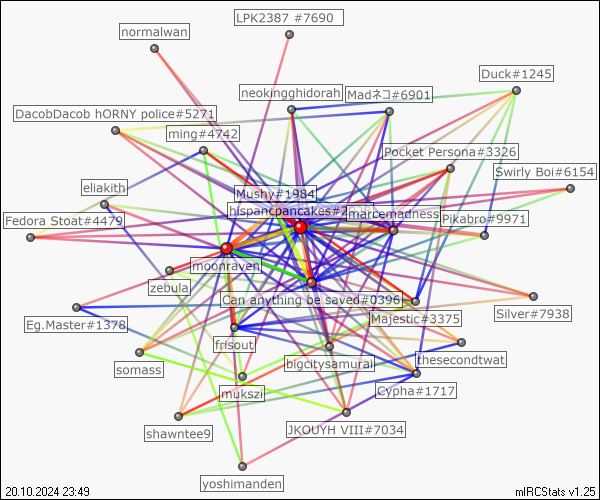 LPK2387 #7690
normalwan
Duck#1245
neokingghidorah
Madネコ#6901
DacobDacob hORNY police#5271
ming#4742
Pocket Persona#3326
Swirly Boi#6154
eliakith
Mushy#1984
hispanicpancakes#2
marcemadness
Pikabro#9971
Fedora Stoat#4479
moonraven
zebula
Can anything be saved#0396
Majestic#3375
Silver#7938
Eg.Master#1378
frisout
bigcitysamurai
thesecondtwat
somass
mukszi
Cypha#1717
shawntee9
JKOUYH VIII#7034
yoshimanden
20.10.2024 23:49
mIRCStats v1.25